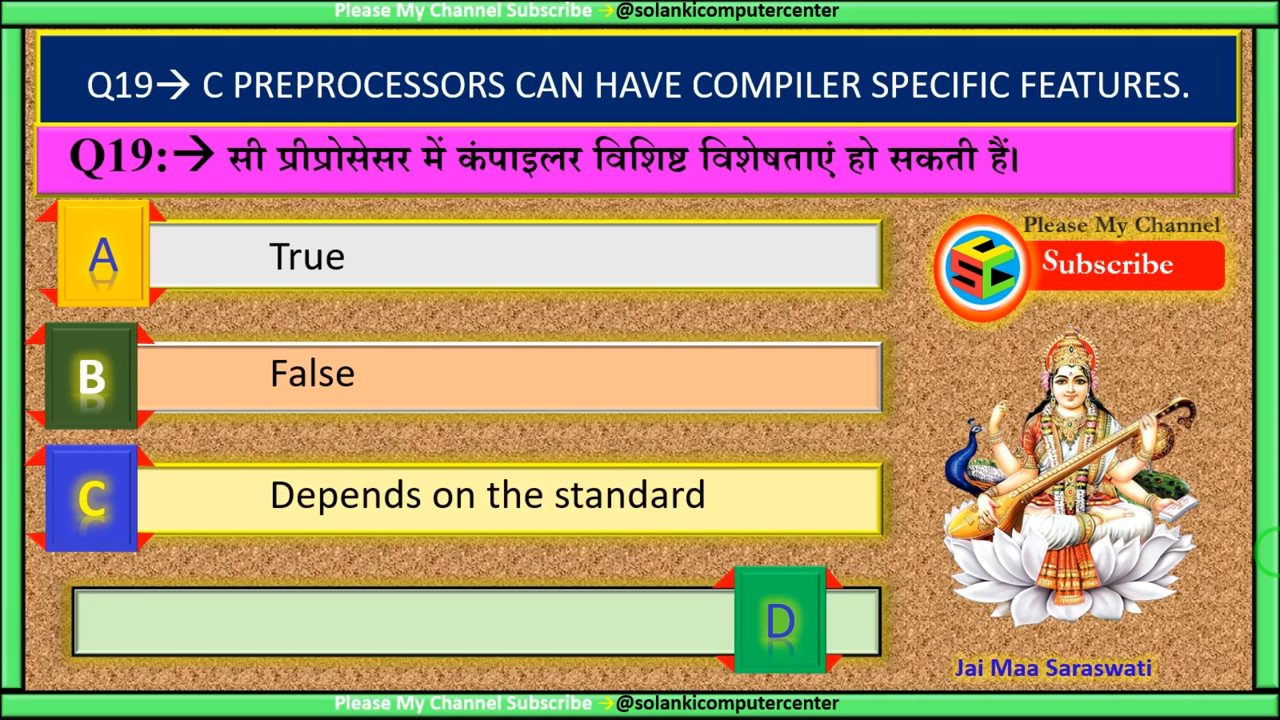 Please My Channel Subscribe → @solankicomputercenter
Q19→ C PREPROCESSORS CAN HAVE COMPILER SPECIFIC FEATURES.
Q19:→ सी प्रीप्रोसेसर में कंपाइलर विशिष्ट विशेषताएं हो सकती हैं।
A True
Please My Channel
Subscribe
SCC
B False
C Depends on the standard
D
Jai Maa Saraswati
Please My Channel Subscribe → @solankicomputercenter